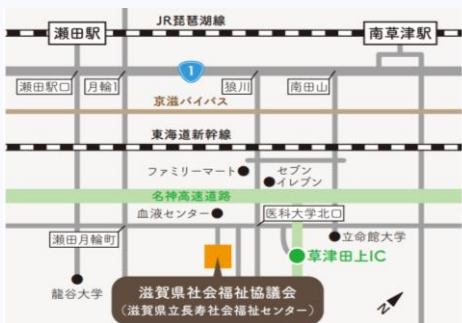 JR琵琶湖線
瀬田駅
南草津駅
1
瀬田駅口
月輪1
狼川
南田山
京滋バイパス
東海道新幹線
ファミリーマート
セブン
イレブン
名神高速道路
血液センター
医科大学北口
瀬田月輪町
立命館大学
草津田上IC
龍谷大学
滋賀県社会福祉協議会
（滋賀県立長寿社会福祉センター）
N